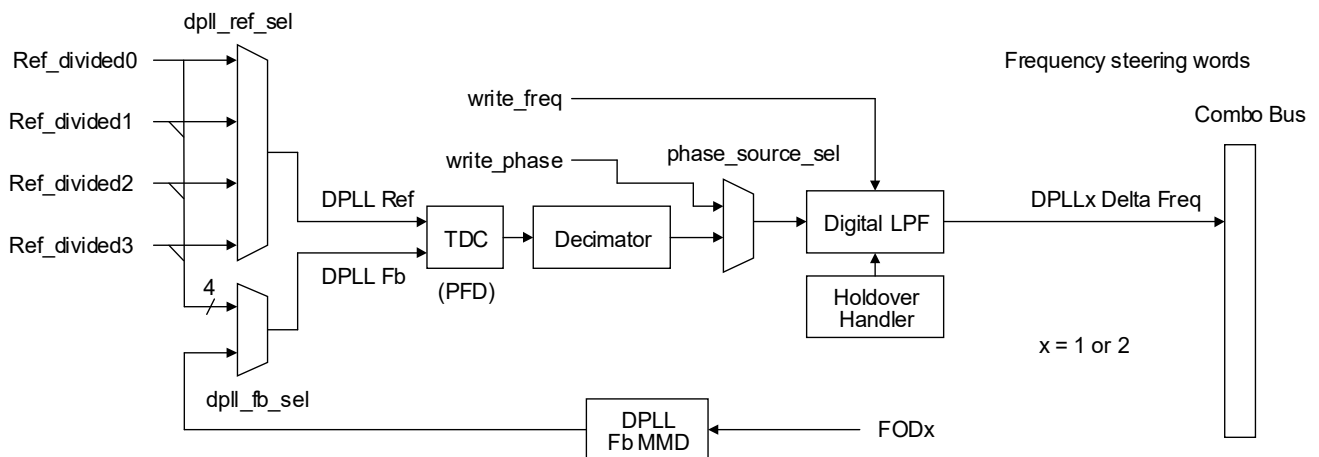 dpll_ref_sel
Ref_divided0
Frequency steering words
write_freq
Combo Bus
Ref_divided1
write_phase
phase_source_sel
Ref_divided2
DPLL Ref
DPLLx Delta Freq
Digital LPF
TDC
Decimator
Ref_divided3
DPLL Fb
4
(PFD)
Holdover
Handler
x = 1 or 2
dpll_fb_sel
DPLL
Fb MMD
FODx